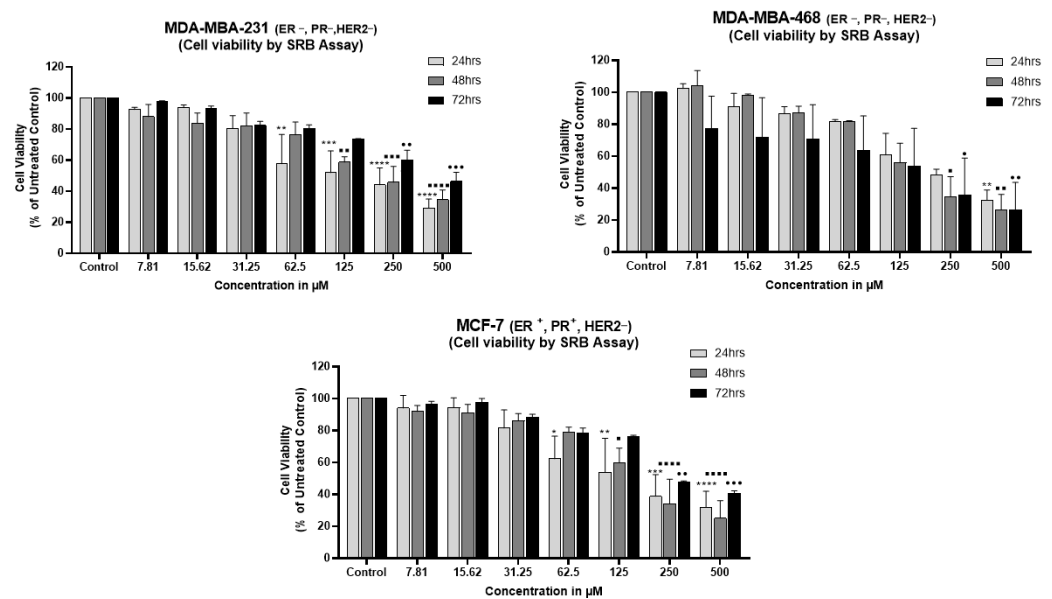 MDA-MBA-231 (ER –, PR–,HER2–)
(Cell viability by SRB Assay)
24hrs
48hrs
72hrs
Cell Viability
(% of Untreated Control)
120
100
80
60
40
20
0
**
***
▪▪
****
▪▪▪
••
****
▪▪▪▪
•••
Control 7.81 15.62 31.25 62.5 125 250 500
Concentration in µM
MDA-MBA-468 (ER –, PR–, HER2–)
(Cell viability by SRB Assay)
24hrs
48hrs
72hrs
Cell Viability
(% of Untreated Control)
120
100
80
60
40
20
0
▪
•
**
▪▪
••
Control 7.81 15.62 31.25 62.5 125 250 500
Concentration in µM
MCF-7 (ER +, PR+, HER2–)
(Cell viability by SRB Assay)
24hrs
48hrs
72hrs
Cell Viability
(% of Untreated Control)
120
100
80
60
40
20
0
*
**
▪
***
▪▪▪▪
••
****
▪▪▪▪
•••
Control 7.81 15.62 31.25 62.5 125 250 500
Concentration in µM